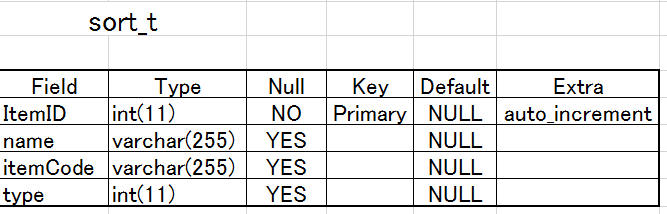 sort_t
Field Type Null Key Default Extra
ItemID int(11) NO Primary NULL auto_increment
name varchar(255) YES NULL
itemCode varchar(255) YES NULL
type int(11) YES NULL